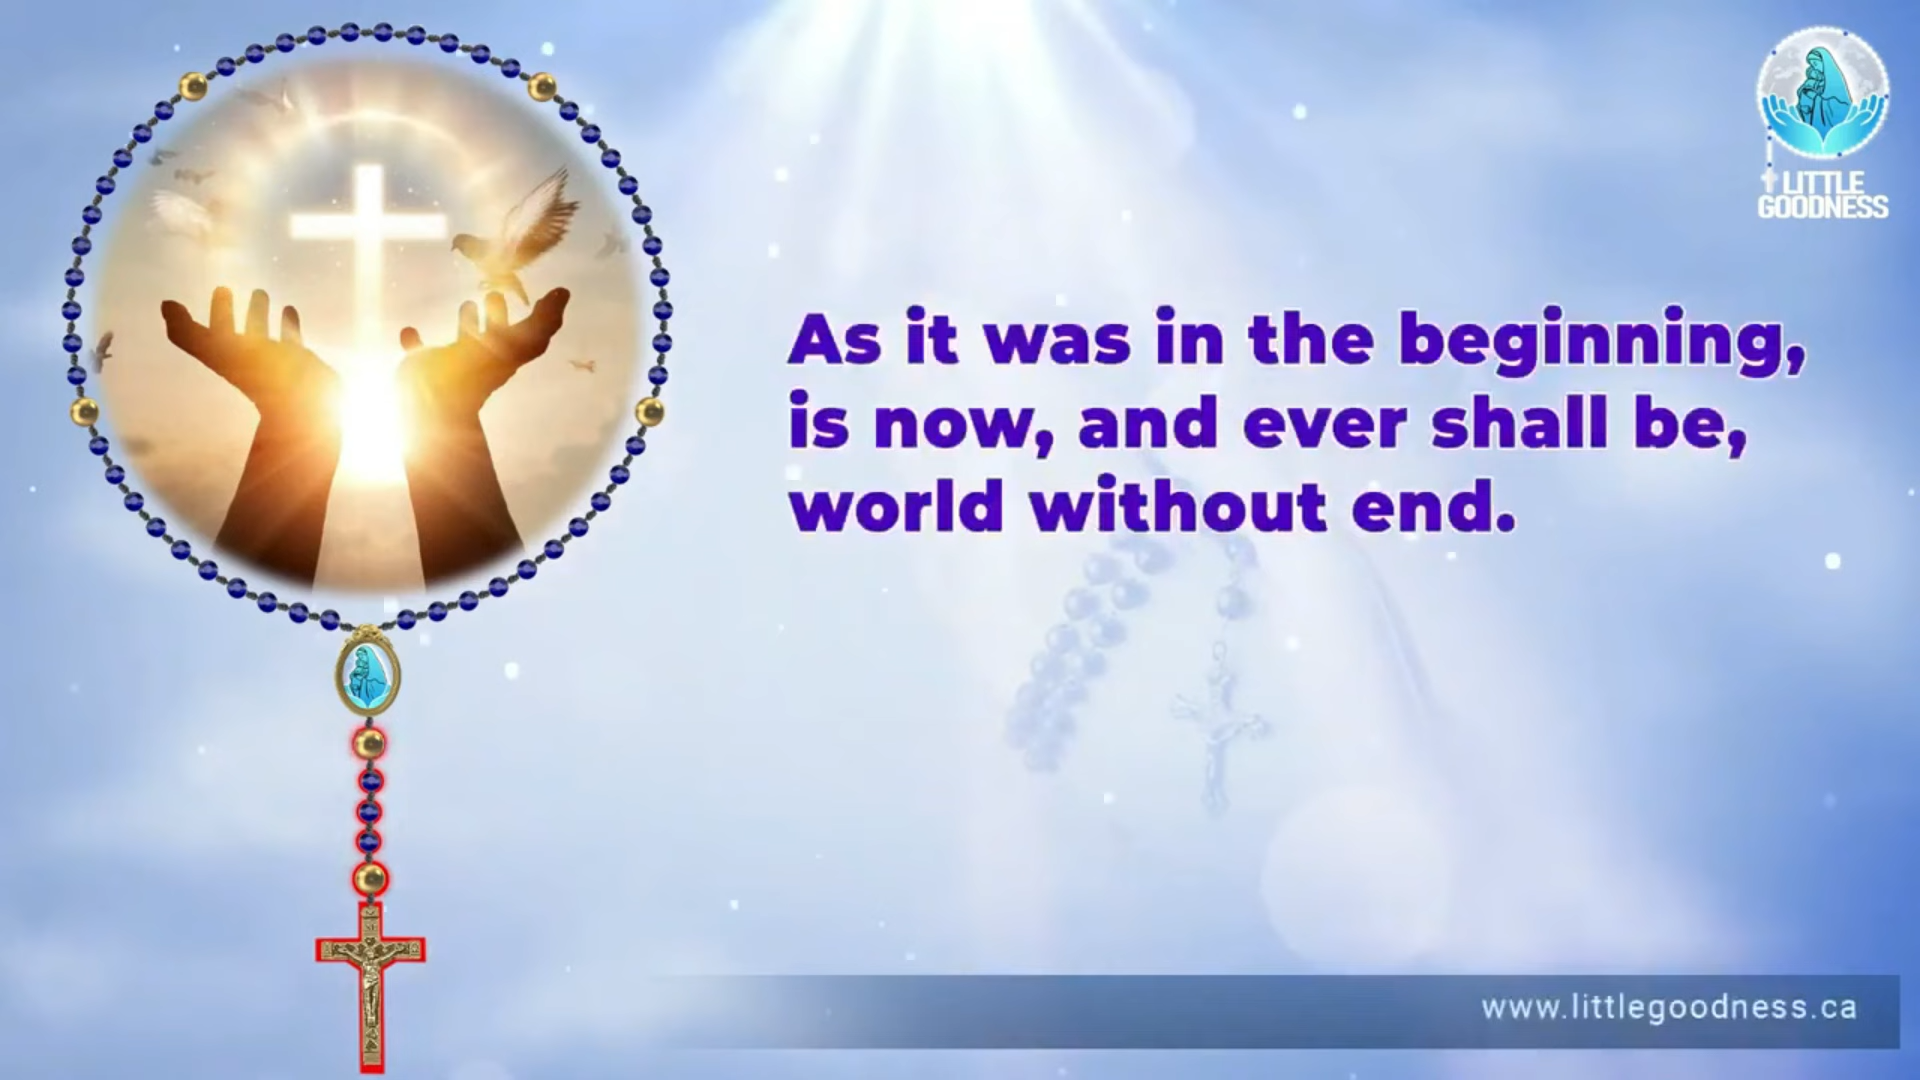 LITTLE
GOODNESS
As it was in the beginning,
is now, and ever shall be,
world without end.
www.littlegoodness.ca